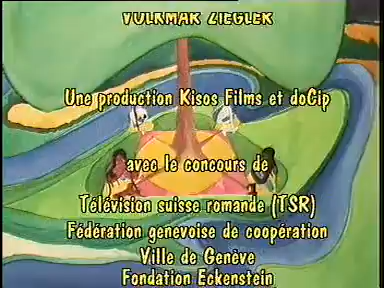 Une production Kisos Films et doCip
avec le concours de
Télévision suisse romande (TSR)
Fédération genevoise de coopération
Ville de Genève
Fondation Eckenstein